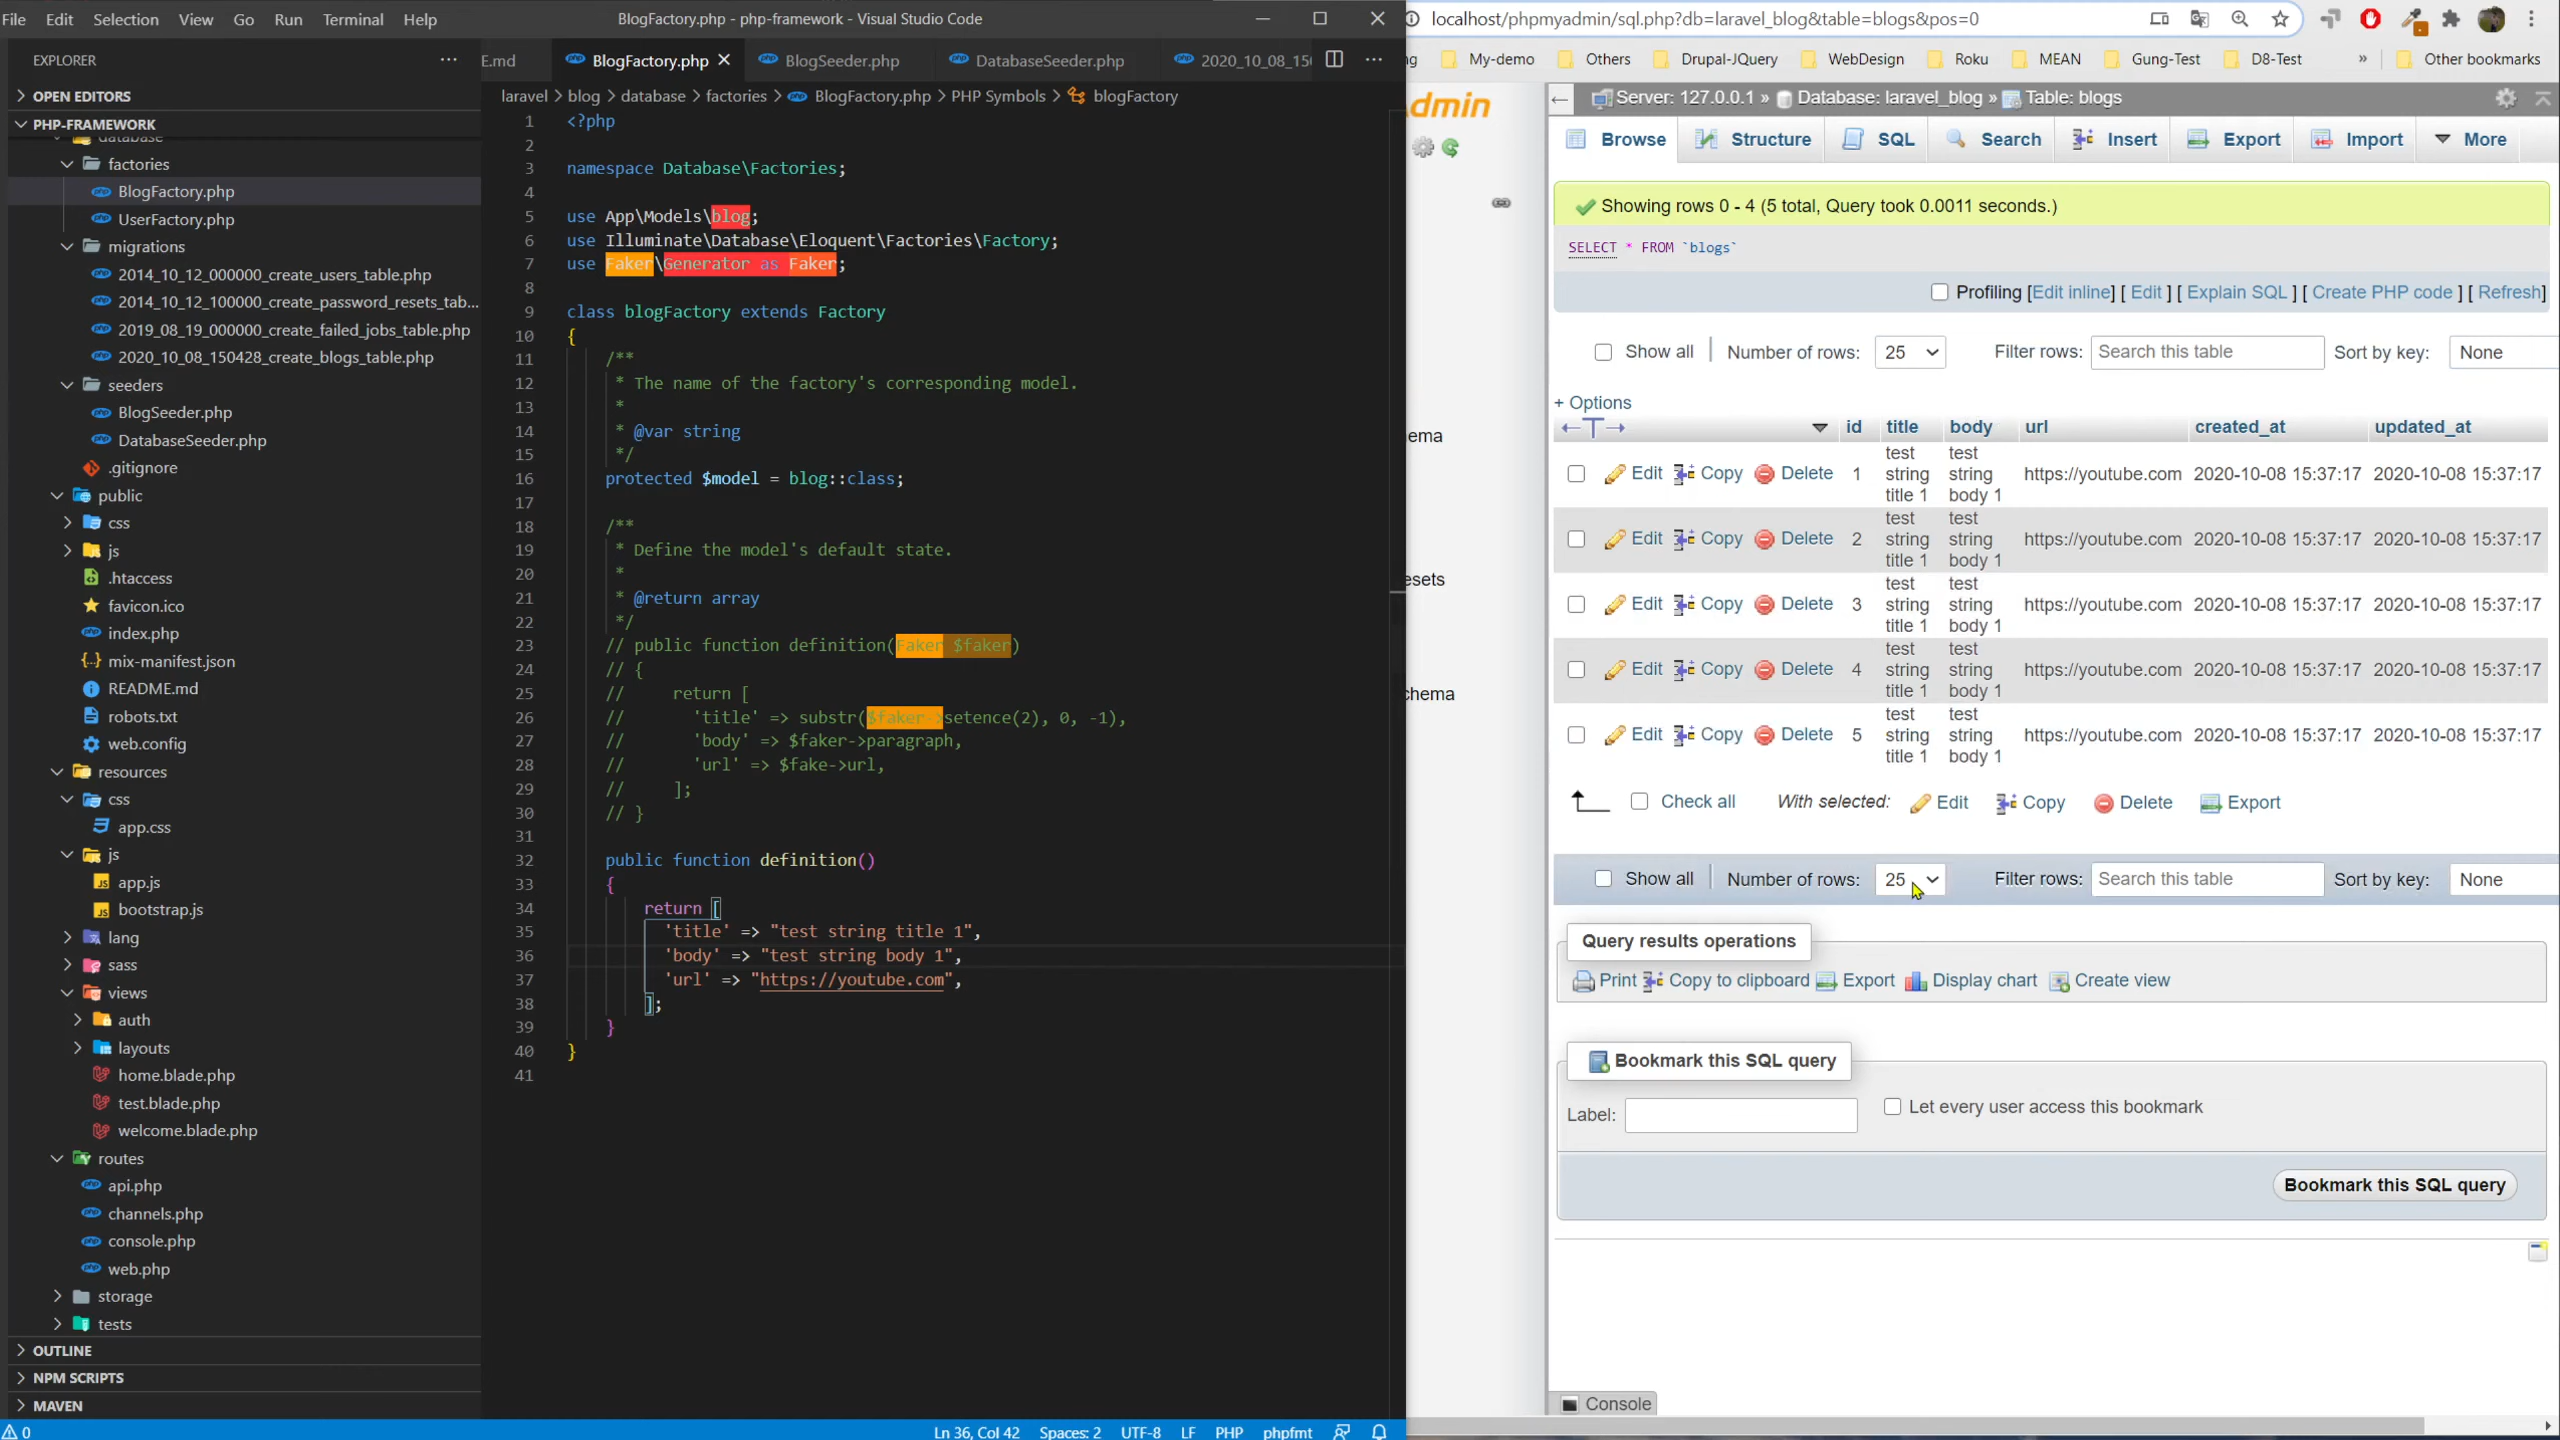 File Edit Selection View Go Run Terminal Help
BlogFactory.php - php-framework - Visual Studio Code
EXPLORER
OPEN EDITORS
PHP-FRAMEWORK
database
factories
BlogFactory.php
UserFactory.php
migrations
2014_10_12_000000_create_users_table.php
2014_10_12_100000_create_password_resets_tab...
2019_08_19_000000_create_failed_jobs_table.php
2020_10_08_150428_create_blogs_table.php
seeders
BlogSeeder.php
DatabaseSeeder.php
.gitignore
public
css
js
.htaccess
favicon.ico
index.php
mix-manifest.json
README.md
robots.txt
web.config
resources
css
app.css
js
app.js
bootstrap.js
lang
sass
views
auth
layouts
home.blade.php
test.blade.php
welcome.blade.php
routes
api.php
channels.php
console.php
web.php
storage
tests
OUTLINE
NPM SCRIPTS
MAVEN
E.md BlogFactory.php BlogSeeder.php DatabaseSeeder.php 2020_10_08_150
laravel > blog > database > factories > BlogFactory.php > PHP Symbols > blogFactory
1 <?php
2
3 namespace Database\Factories;
4
5 use App\Models\blog;
6 use Illuminate\Database\Eloquent\Factories\Factory;
7 use Faker\Generator as Faker;
8
9 class blogFactory extends Factory
10 {
11 /**
12 * The name of the factory's corresponding model.
13 *
14 * @var string
15 */
16 protected $model = blog::class;
17
18 /**
19 * Define the model's default state.
20 *
21 * @return array
22 */
23 // public function definition(Faker $faker)
24 // {
25 // return [
26 // 'title' => substr($faker->setence(2), 0, -1),
27 // 'body' => $faker->paragraph,
28 // 'url' => $fake->url,
29 // ];
30 // }
31
32 public function definition()
33 {
34 return [
35 'title' => "test string title 1",
36 'body' => "test string body 1",
37 'url' => "https://youtube.com",
38 ];
39 }
40 }
41
0 Ln 36, Col 42 Spaces: 2 UTF-8 LF PHP phpfmt
localhost/phpmyadmin/sql.php?db=laravel_blog&table=blogs&pos=0
ng My-demo Others Drupal-JQuery WebDesign Roku MEAN Gung-Test D8-Test » Other bookmarks
dmin
ema
esets
chema
Server: 127.0.0.1 » Database: laravel_blog » Table: blogs
Browse Structure SQL Search Insert Export Import More
Showing rows 0 - 4 (5 total, Query took 0.0011 seconds.)
SELECT * FROM `blogs`
Profiling [Edit inline] [ Edit ] [ Explain SQL ] [ Create PHP code ] [ Refresh]
Show all | Number of rows: 25 Filter rows: Search this table Sort by key: None
+ Options
←T→ id title body url created_at updated_at
Edit Copy Delete 1 test string title 1 test string body 1 https://youtube.com 2020-10-08 15:37:17 2020-10-08 15:37:17
Edit Copy Delete 2 test string title 1 test string body 1 https://youtube.com 2020-10-08 15:37:17 2020-10-08 15:37:17
Edit Copy Delete 3 test string title 1 test string body 1 https://youtube.com 2020-10-08 15:37:17 2020-10-08 15:37:17
Edit Copy Delete 4 test string title 1 test string body 1 https://youtube.com 2020-10-08 15:37:17 2020-10-08 15:37:17
Edit Copy Delete 5 test string title 1 test string body 1 https://youtube.com 2020-10-08 15:37:17 2020-10-08 15:37:17
Check all With selected: Edit Copy Delete Export
Show all | Number of rows: 25 Filter rows: Search this table Sort by key: None
Query results operations
Print Copy to clipboard Export Display chart Create view
Bookmark this SQL query
Label: Let every user access this bookmark
Bookmark this SQL query
Console